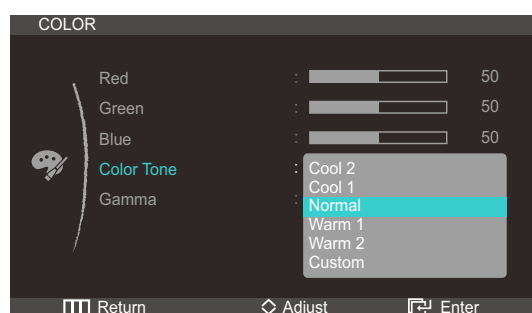 COLOR
Red : 50
Green : 50
Blue : 50
Color Tone : Cool 2
Cool 1
Gamma : Normal
Warm 1
Warm 2
Custom
Return Adjust Enter